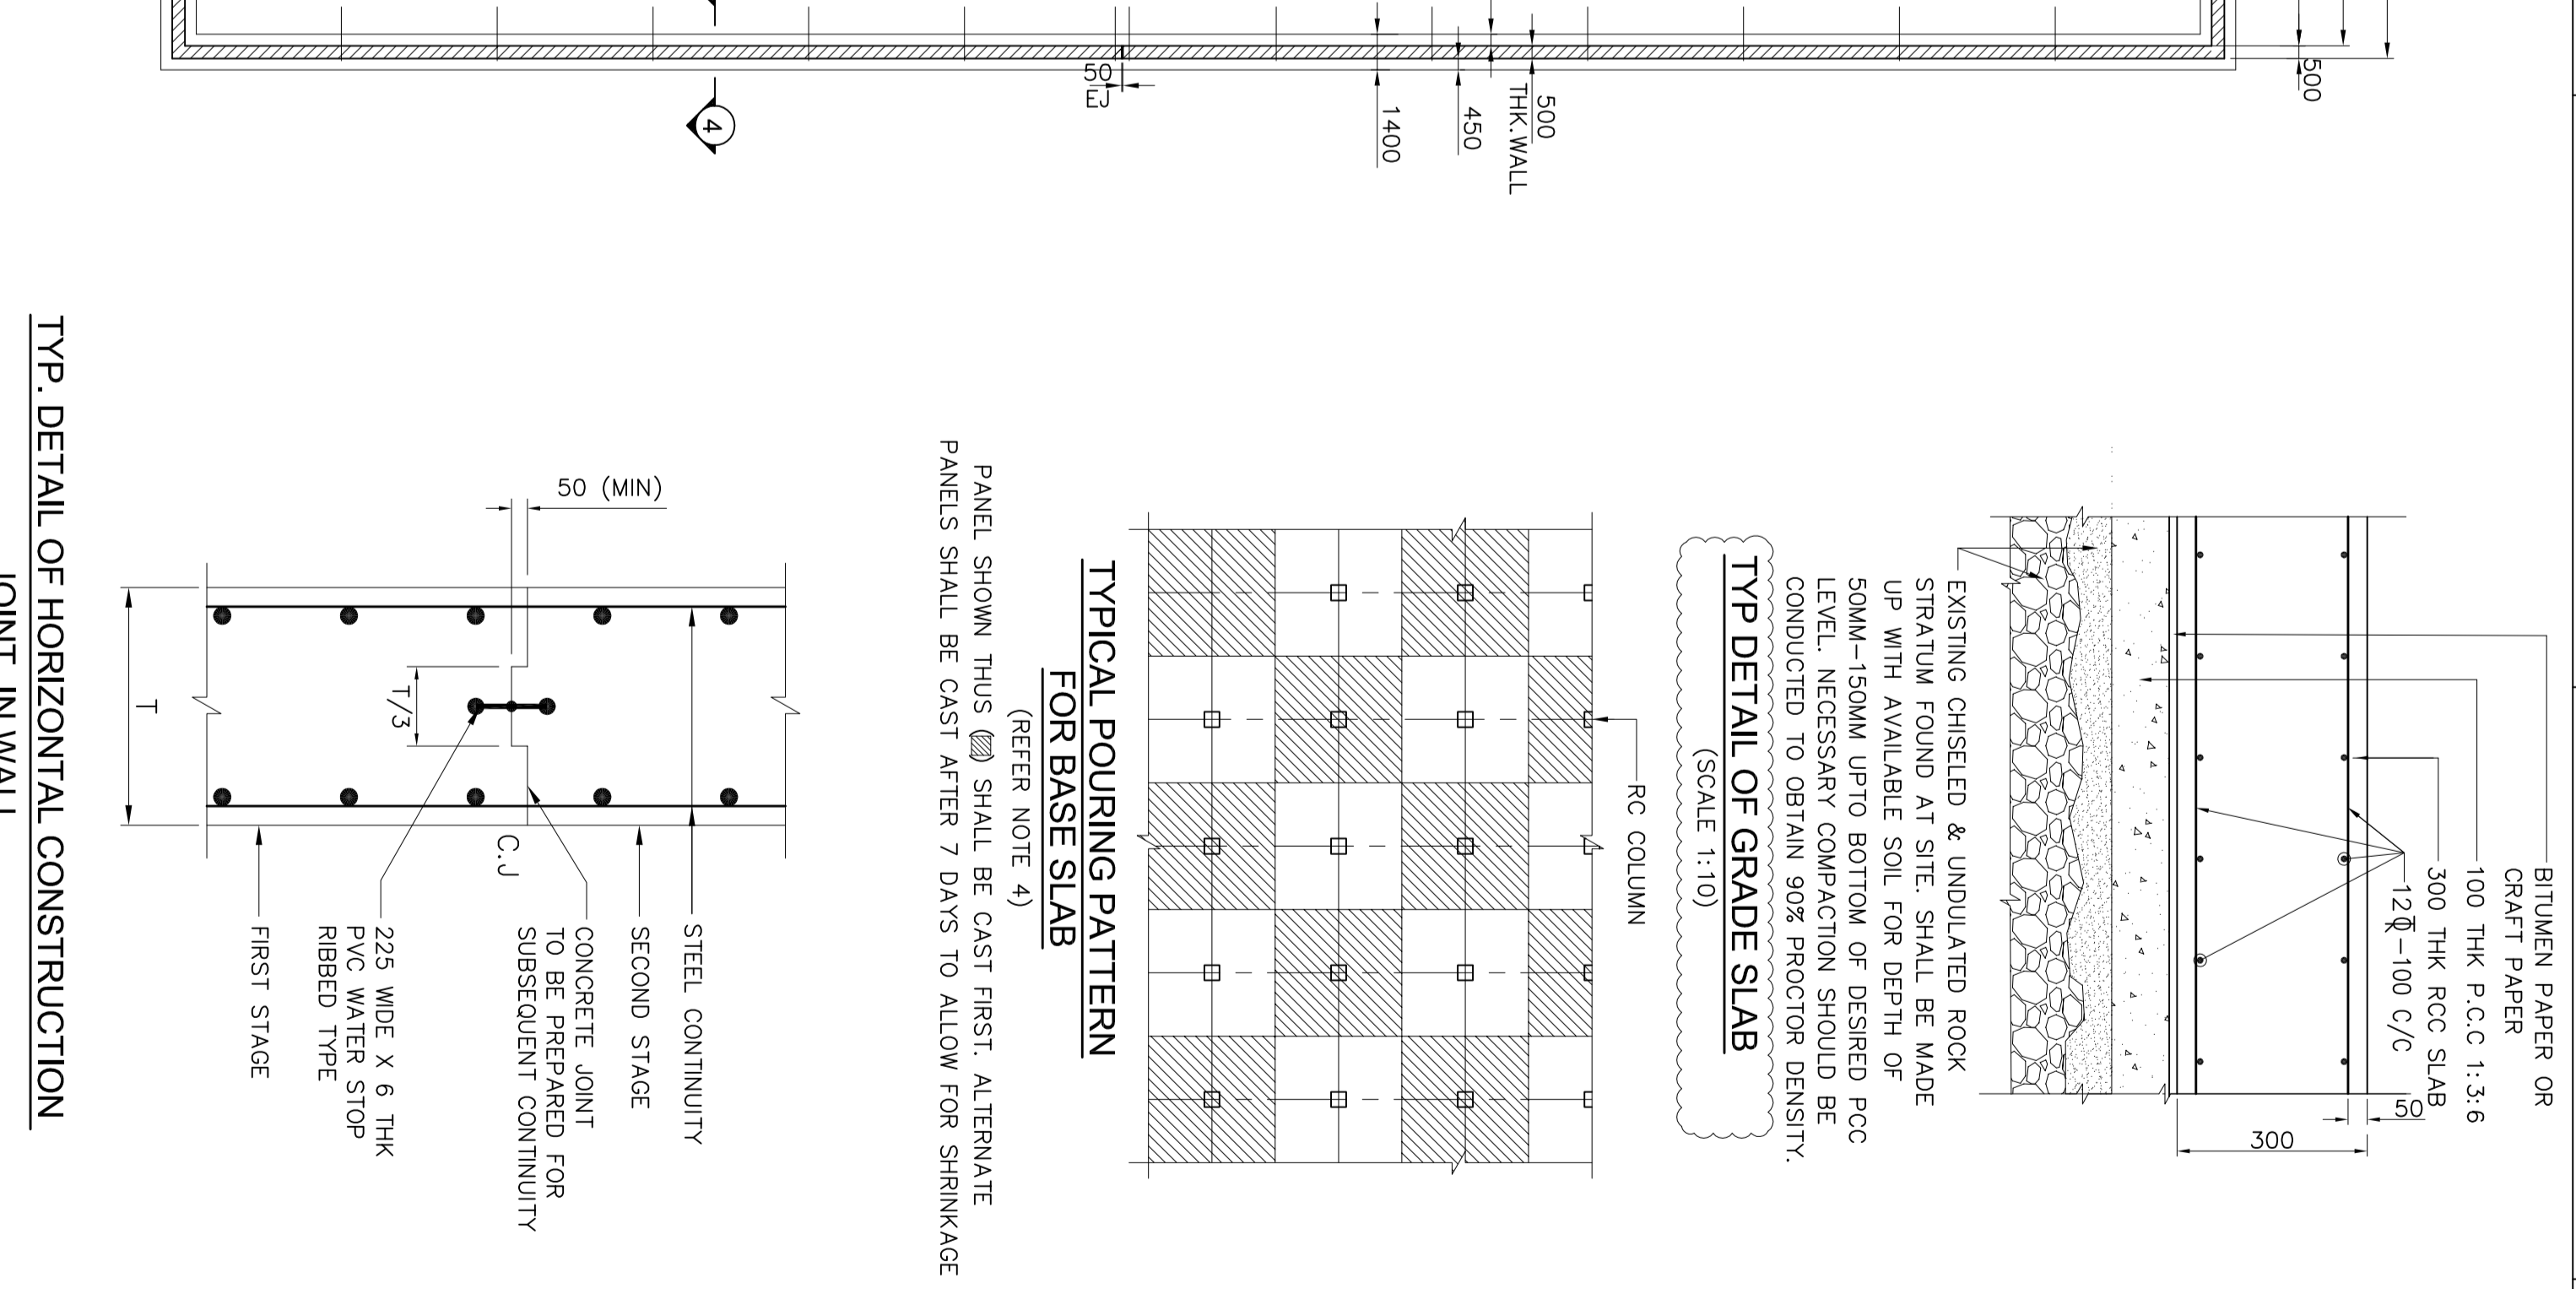 500
500
THK.WALL
450
1400
50
EJ
4
BITUMEN PAPER OR
CRAFT PAPER
100 THK P.C.C 1:3:6
300 THK RCC SLAB
-100 C/C
50
300
EXISTING CHISELED & UNDULATED ROCK
STRATUM FOUND AT SITE. SHALL BE MADE
UP WITH AVAILABLE SOIL FOR DEPTH OF
50MM-150MM UPTO BOTTOM OF DESIRED PCC
LEVEL. NECESSARY COMPACTION SHOULD BE
CONDUCTED TO OBTAIN 90% PROCTOR DENSITY.
TYP DETAIL OF GRADE SLAB
(SCALE 1:10)
RC COLUMN
TYPICAL POURING PATTERN
FOR BASE SLAB
(REFER NOTE 4)
PANEL SHOWN THUS ( ) SHALL BE CAST FIRST. ALTERNATE
PANELS SHALL BE CAST AFTER 7 DAYS TO ALLOW FOR SHRINKAGE
50 (MIN)
STEEL CONTINUITY
SECOND STAGE
CONCRETE JOINT
TO BE PREPARED FOR
SUBSEQUENT CONTINUITY
C.J
T/3
225 WIDE X 6 THK
PVC WATER STOP
RIBBED TYPE
FIRST STAGE
T
TYP. DETAIL OF HORIZONTAL CONSTRUCTION
JOINT IN WALL